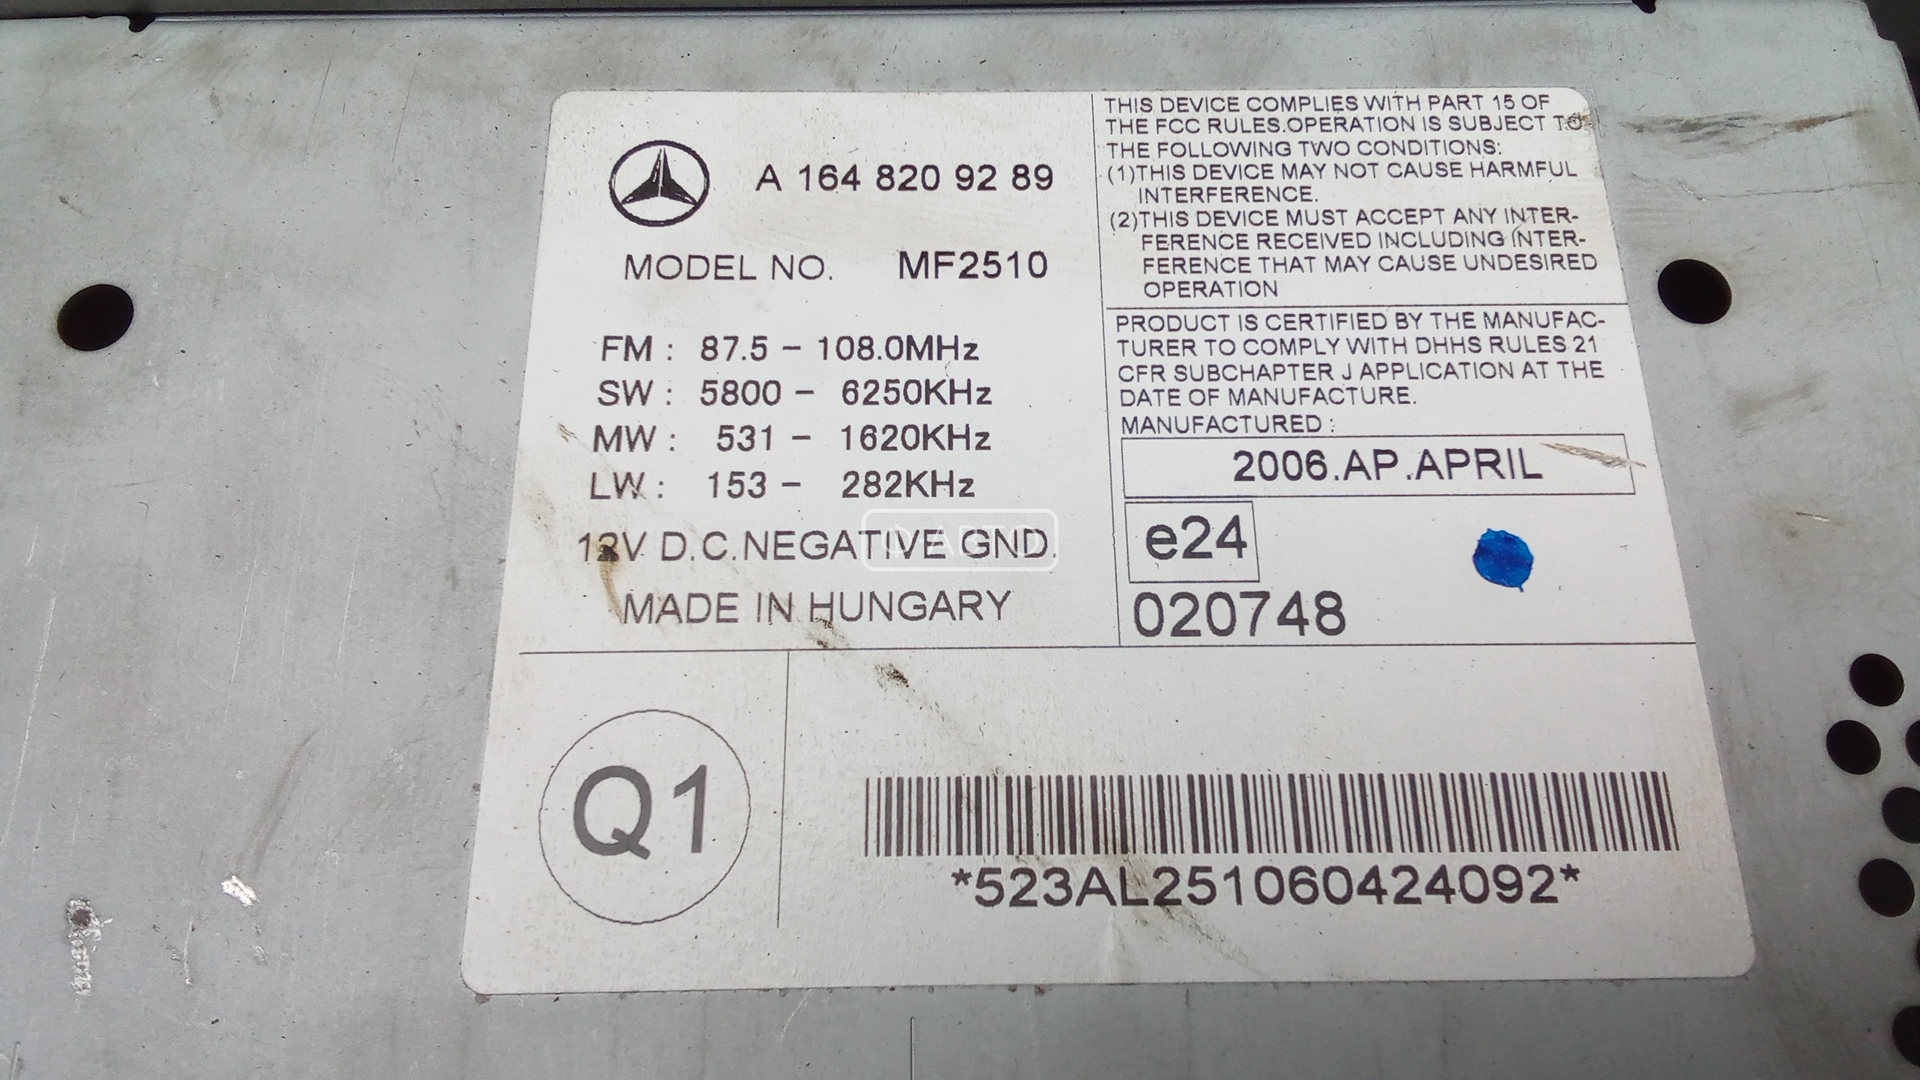 A 164 820 92 89
MODEL NO. MF2510
FM : 87.5 - 108.0MHz
SW : 5800 - 6250KHz
MW : 531 - 1620KHz
LW : 153 - 282KHz
12V D.C.NEGATIVE GND.
MADE IN HUNGARY
THIS DEVICE COMPLIES WITH PART 15 OF
THE FCC RULES.OPERATION IS SUBJECT TO
THE FOLLOWING TWO CONDITIONS:
(1)THIS DEVICE MAY NOT CAUSE HARMFUL
INTERFERENCE.
(2)THIS DEVICE MUST ACCEPT ANY INTER-
FERENCE RECEIVED INCLUDING INTER-
FERENCE THAT MAY CAUSE UNDESIRED
OPERATION
PRODUCT IS CERTIFIED BY THE MANUFAC-
TURER TO COMPLY WITH DHHS RULES 21
CFR SUBCHAPTER J APPLICATION AT THE
DATE OF MANUFACTURE.
MANUFACTURED :
2006.AP.APRIL
e24
020748
Q1
*523AL251060424092*